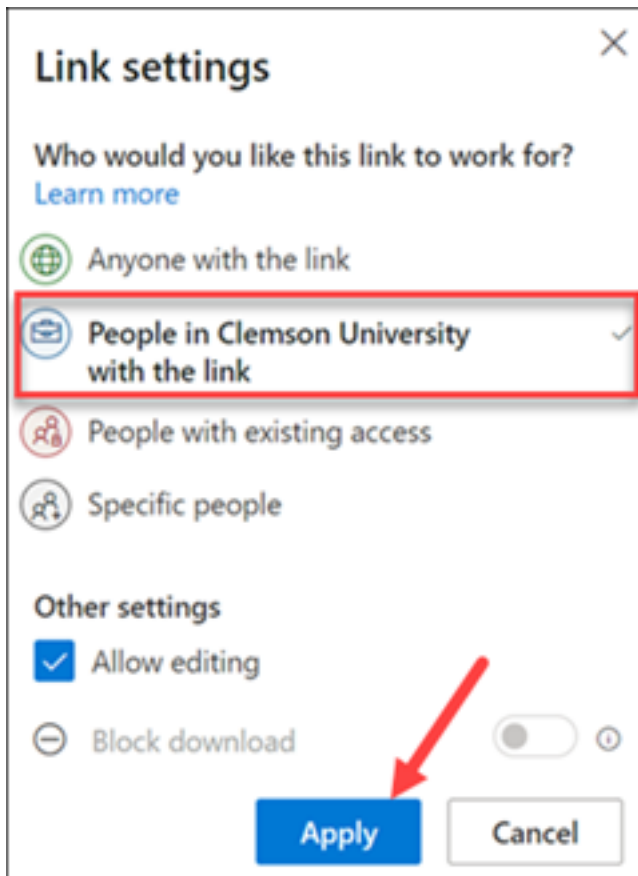 Link settings
Who would you like this link to work for?
Learn more
Anyone with the link
People in Clemson University
with the link
People with existing access
Specific people
Other settings
Allow editing
Block download
Apply
Cancel